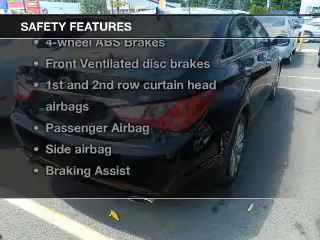 SAFETY FEATURES
• 4-wheel ABS Brakes
• Front Ventilated disc brakes
• 1st and 2nd row curtain head
airbags
• Passenger Airbag
• Side airbag
• Braking Assist